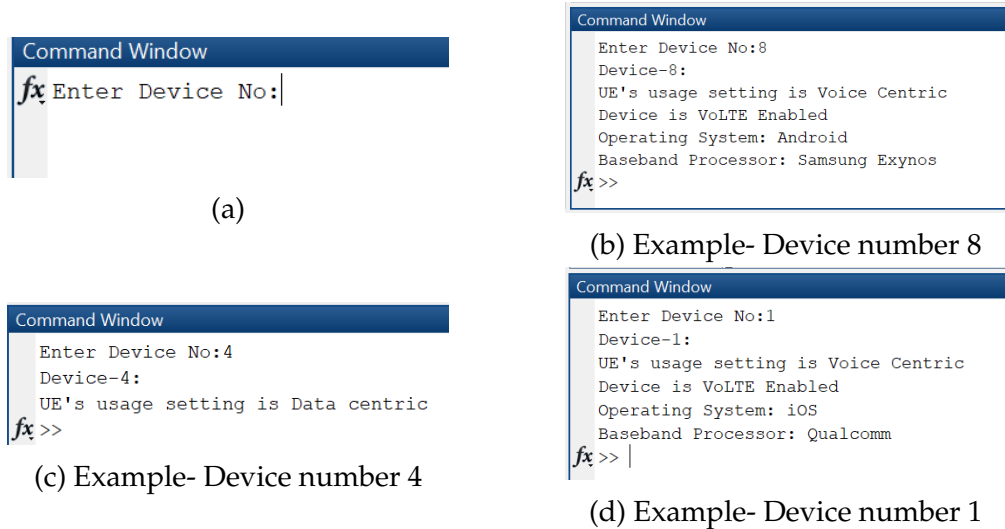 Command Window
fx Enter Device No:
(a)
Command Window
Enter Device No:8
Device-8:
UE's usage setting is Voice Centric
Device is VoLTE Enabled
Operating System: Android
Baseband Processor: Samsung Exynos
fx >>
(b) Example- Device number 8
Command Window
Enter Device No:4
Device-4:
UE's usage setting is Data centric
fx >>
(c) Example- Device number 4
Command Window
Enter Device No:1
Device-1:
UE's usage setting is Voice Centric
Device is VoLTE Enabled
Operating System: iOS
Baseband Processor: Qualcomm
fx >>
(d) Example- Device number 1